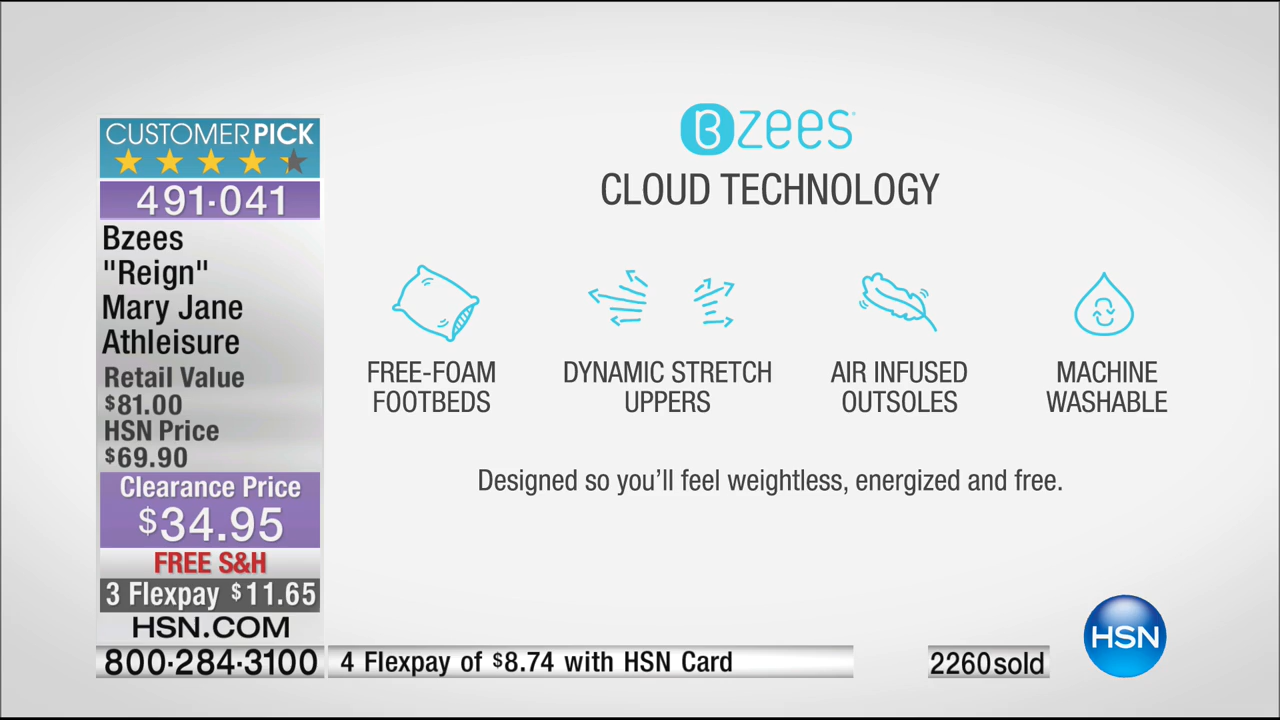 CUSTOMERPICK
491·041
Bzees
"Reign"
Mary Jane
Athleisure
Retail Value
$81.00
HSN Price
$69.90
Clearance Price
$34.95
FREE S&H
3 Flexpay $11.65
HSN.COM
800·284·3100
Bzees
CLOUD TECHNOLOGY
FREE-FOAM
FOOTBEDS
DYNAMIC STRETCH
UPPERS
AIR INFUSED
OUTSOLES
MACHINE
WASHABLE
Designed so you’ll feel weightless, energized and free.
4 Flexpay of $8.74 with HSN Card
2260sold
HSN